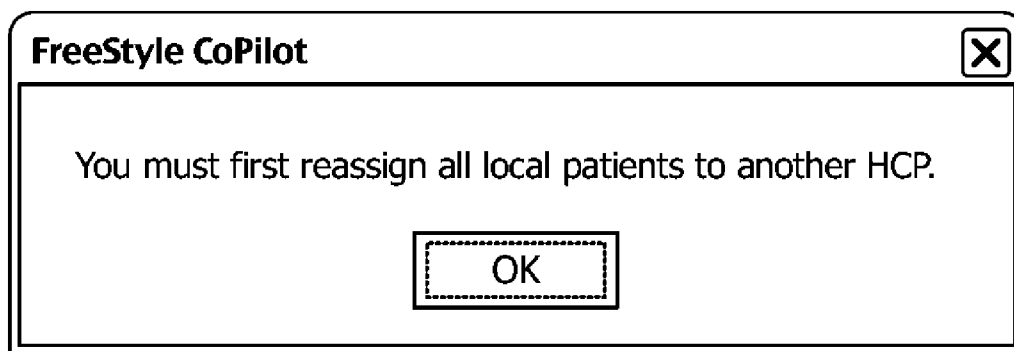 FreeStyle CoPilot
You must first reassign all local patients to another HCP.
OK